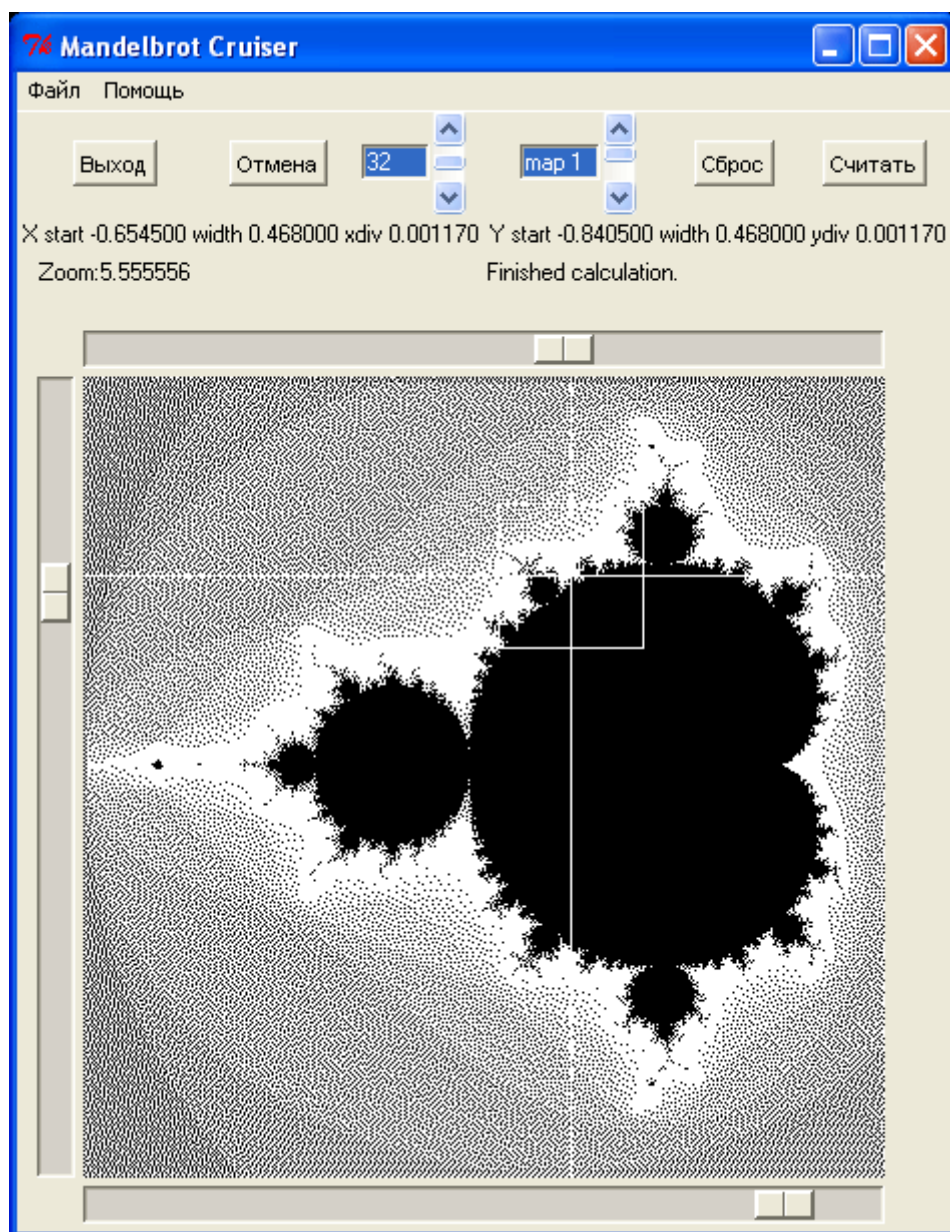 Mandelbrot Cruiser
Файл Помощь
Выход Отмена 32 map 1 Сброс Считать
X start -0.654500 width 0.468000 xdiv 0.001170 Y start -0.840500 width 0.468000 ydiv 0.001170
Zoom:5.555556 Finished calculation.